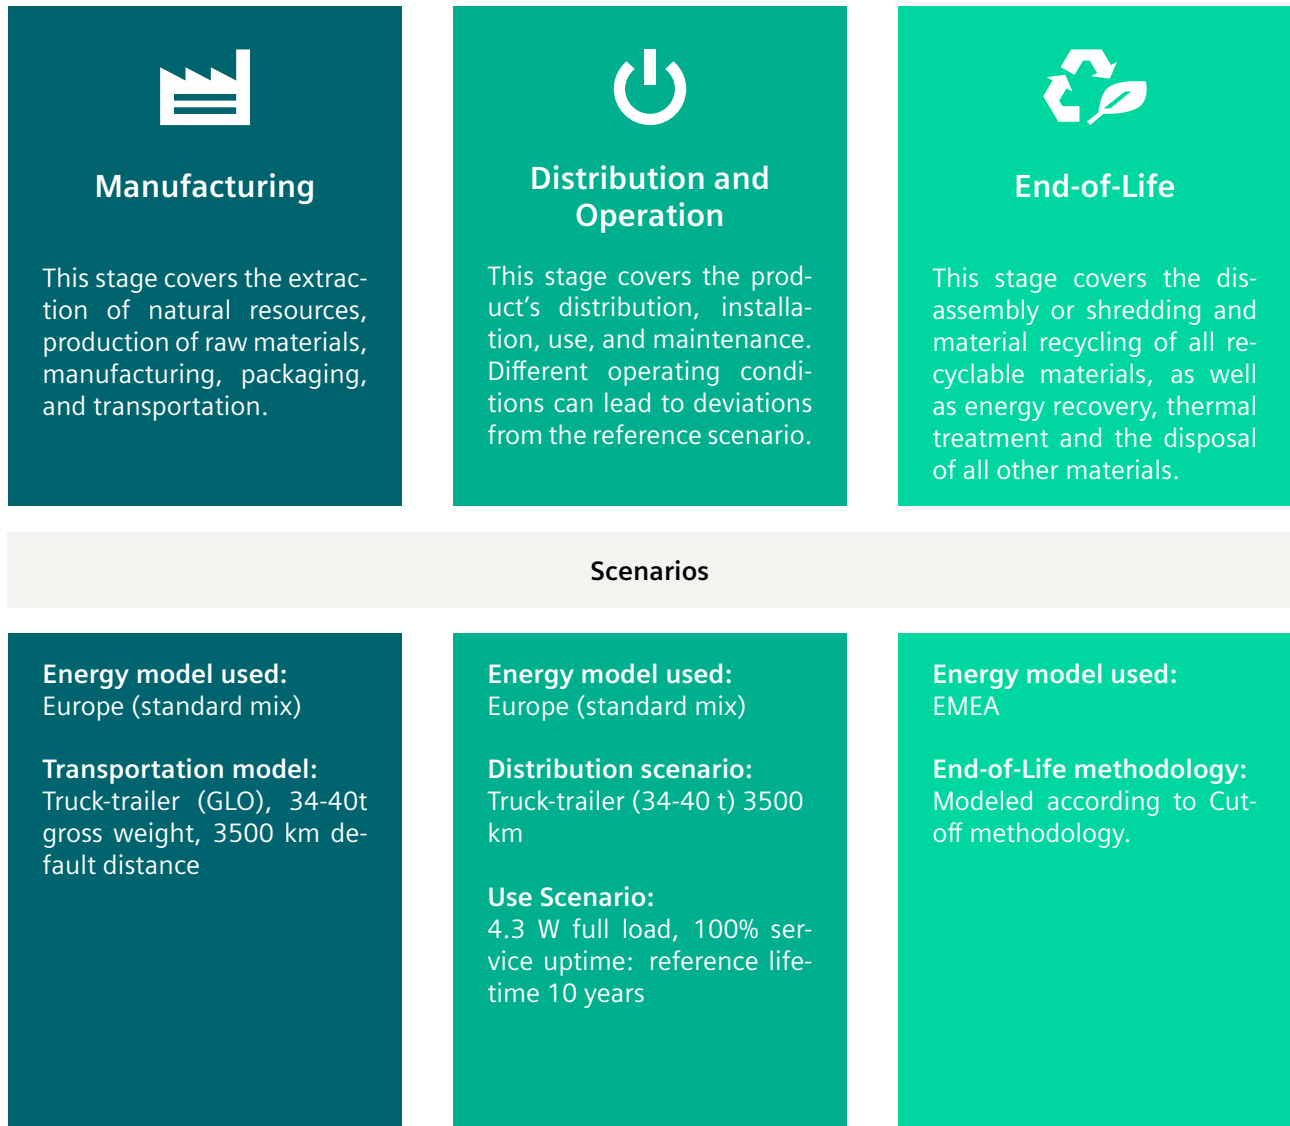 Manufacturing
This stage covers the extrac-
tion of natural resources,
production of raw materials,
manufacturing, packaging,
and transportation.
Distribution and
Operation
This stage covers the prod-
uct's distribution, installa-
tion, use, and maintenance.
Different operating condi-
tions can lead to deviations
from the reference scenario.
End-of-Life
This stage covers the dis-
assembly or shredding and
material recycling of all re-
cyclable materials, as well
as energy recovery, thermal
treatment and the disposal
of all other materials.
Scenarios
Energy model used:
Europe (standard mix)
Transportation model:
Truck-trailer (GLO), 34-40t
gross weight, 3500 km de-
fault distance
Energy model used:
Europe (standard mix)
Distribution scenario:
Truck-trailer (34-40 t) 3500
km
Use Scenario:
4.3 W full load, 100% ser-
vice uptime: reference life-
time 10 years
Energy model used:
EMEA
End-of-Life methodology:
Modeled according to Cut-
off methodology.